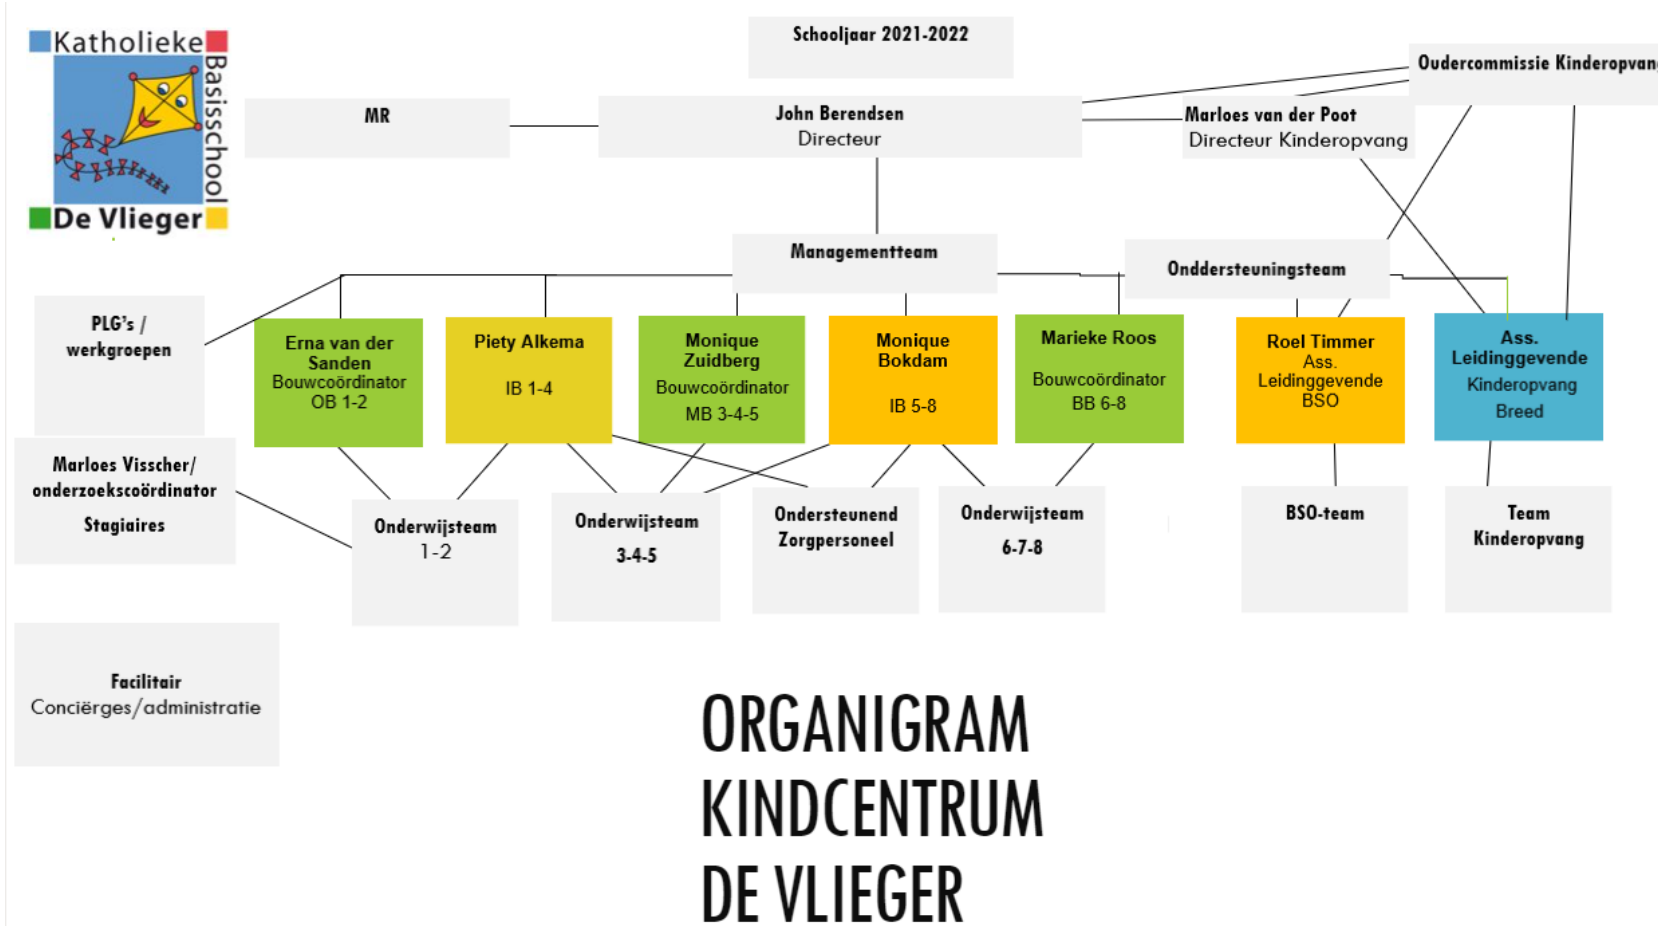 Katholieke
Basisschool
De Vlieger
Schooljaar 2021-2022
Oudercommissie Kinderopvang
MR
John Berendsen
Directeur
Marloes van der Poot
Directeur Kinderopvang
Managementteam
Onddersteuningsteam
PLG's /
werkgroepen
Erna van der
Sanden
Bouwcoördinator
OB 1-2
Piety Alkema
IB 1-4
Monique
Zuidberg
Bouwcoördinator
MB 3-4-5
Monique
Bokdam
IB 5-8
Marieke Roos
Bouwcoördinator
BB 6-8
Roel Timmer
Ass.
Leidinggevende
BSO
Ass.
Leidinggevende
Kinderopvang
Breed
Marloes Visscher/
onderzoekscoördinator
Stagiaires
Onderwijsteam
1-2
Onderwijsteam
3-4-5
Ondersteunend
Zorgpersoneel
Onderwijsteam
6-7-8
BSO-team
Team
Kinderopvang
Facilitair
Conciërges/administratie
ORGANIGRAM
KINDCENTRUM
DE VLIEGER